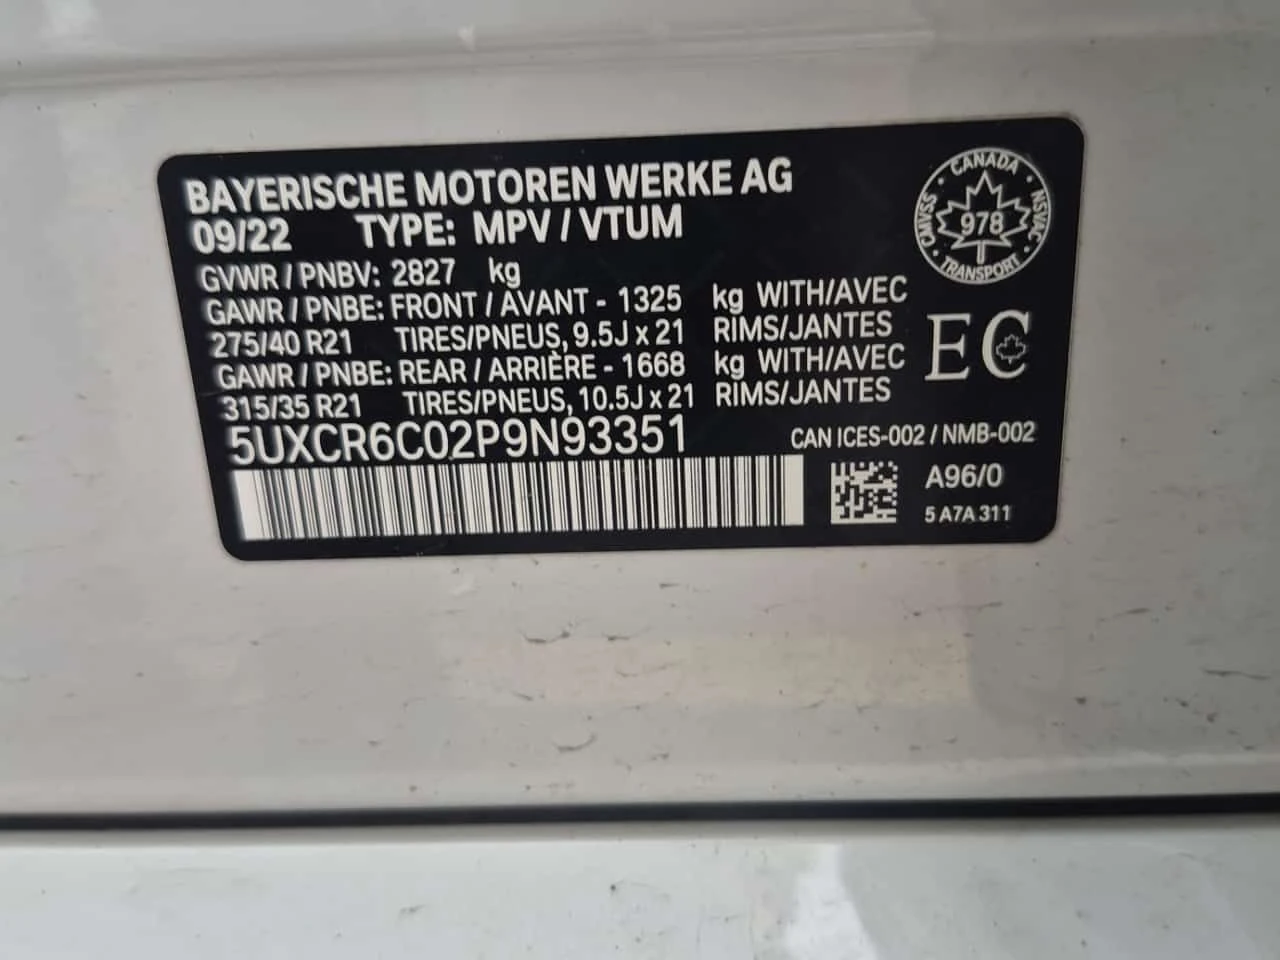 BAYERISCHE MOTOREN WERKE AG
09/22 TYPE: MPV / VTUM
GVWR / PNBV: 2827 kg
GAWR / PNBE: FRONT / AVANT - 1325 kg WITH/AVEC
275/40 R21 TIRES/PNEUS, 9.5J x 21 RIMS/JANTES
GAWR / PNBE: REAR / ARRIÈRE - 1668 kg WITH/AVEC
315/35 R21 TIRES/PNEUS, 10.5J x 21 RIMS/JANTES
5UXCR6C02P9N93351
CANADA
CMVSS
978
NSVAC
TRANSPORT
EC
CAN ICES-002 / NMB-002
A96/0
5 A7A 311